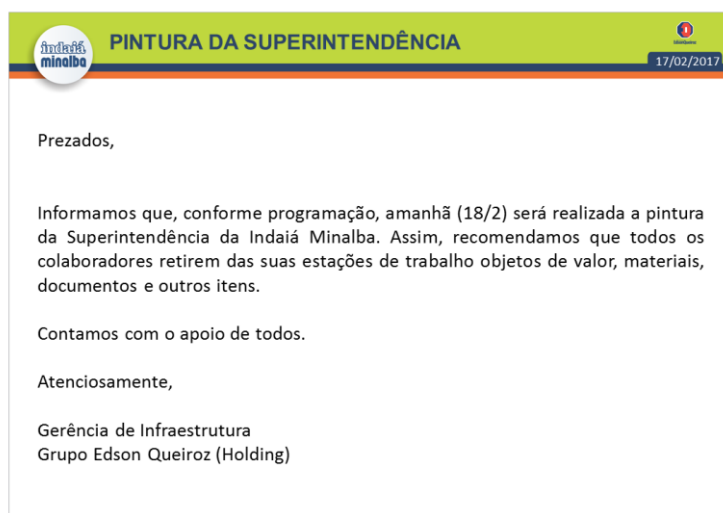 indaiá
minalba
PINTURA DA SUPERINTENDÊNCIA
17/02/2017
Prezados,
Informamos que, conforme programação, amanhã (18/2) será realizada a pintura
da Superintendência da Indaiá Minalba. Assim, recomendamos que todos os
colaboradores retirem das suas estações de trabalho objetos de valor, materiais,
documentos e outros itens.
Contamos com o apoio de todos.
Atenciosamente,
Gerência de Infraestrutura
Grupo Edson Queiroz (Holding)